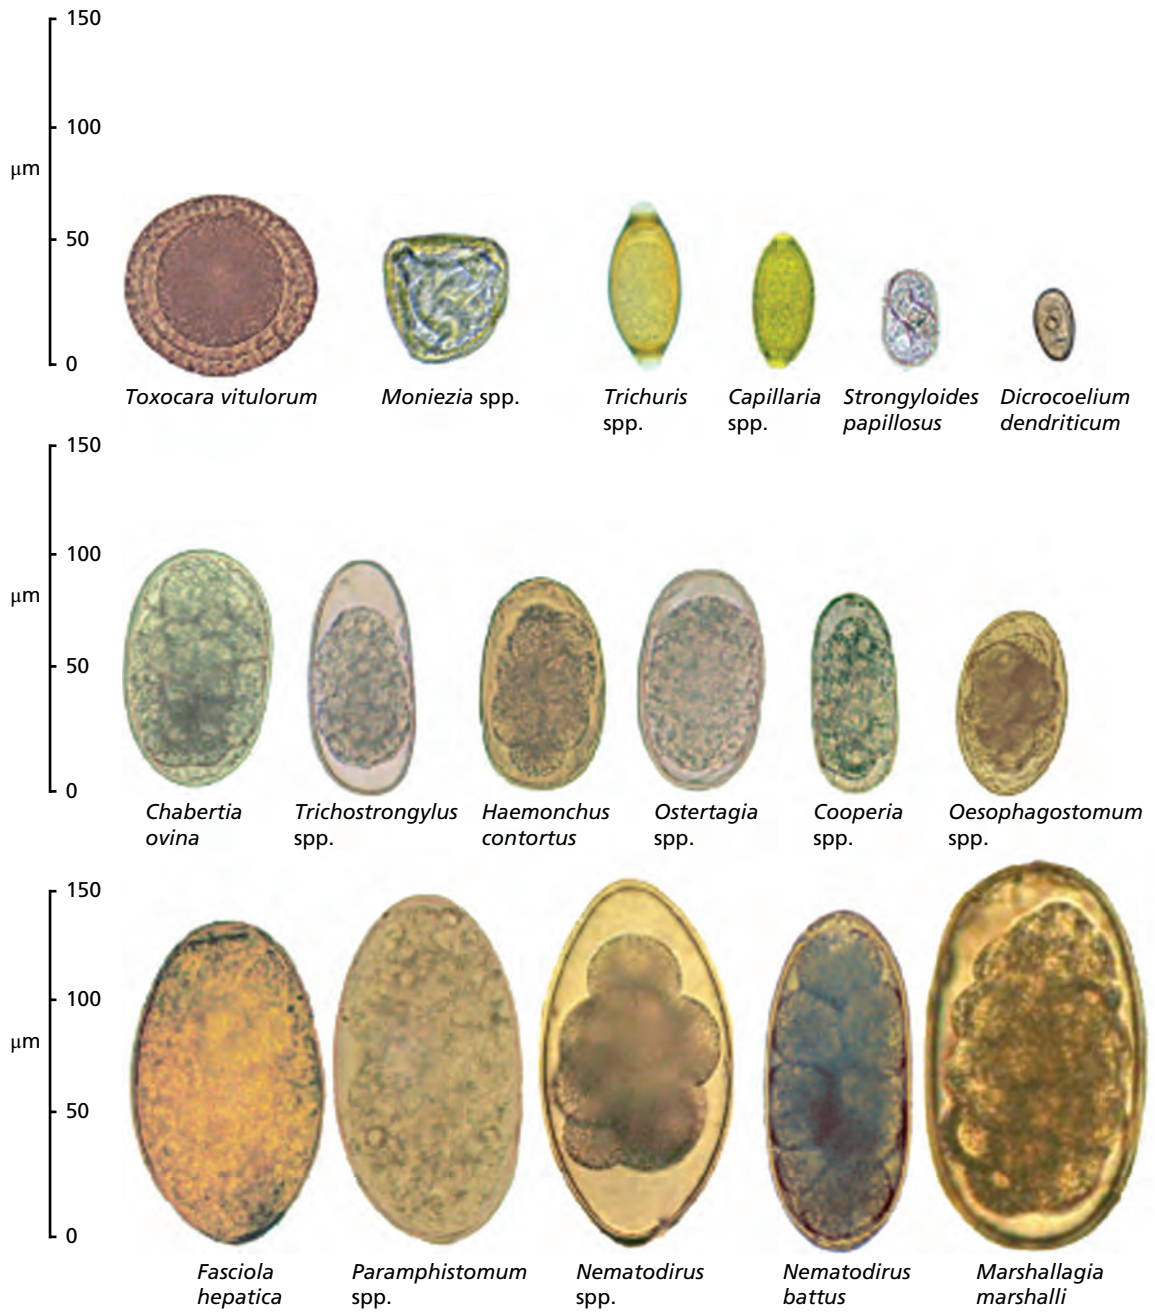 150
100
μm
50
0
Toxocara vitulorum
Moniezia spp.
Trichuris
spp.
Capillaria
spp.
Strongyloides
papillosus
Dicrocoelium
dendriticum
150
100
μm
50
0
Chabertia
ovina
Trichostrongylus
spp.
Haemonchus
contortus
Ostertagia
spp.
Cooperia
spp.
Oesophagostomum
spp.
150
100
μm
50
0
Fasciola
hepatica
Paramphistomum
spp.
Nematodirus
spp.
Nematodirus
battus
Marshallagia
marshalli